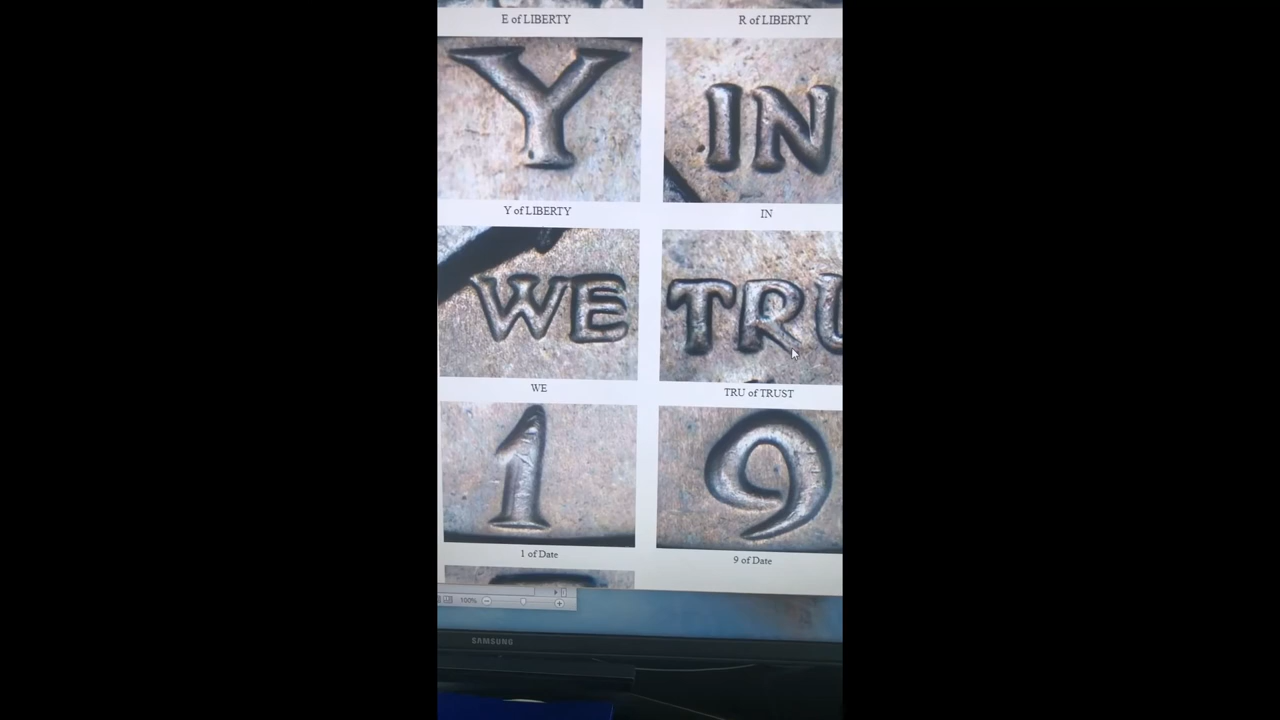 E of LIBERTY
R of LIBERTY
Y
IN
Y of LIBERTY
IN
WE
TRU
WE
TRU of TRUST
1
9
1 of Date
9 of Date
100%
SAMSUNG